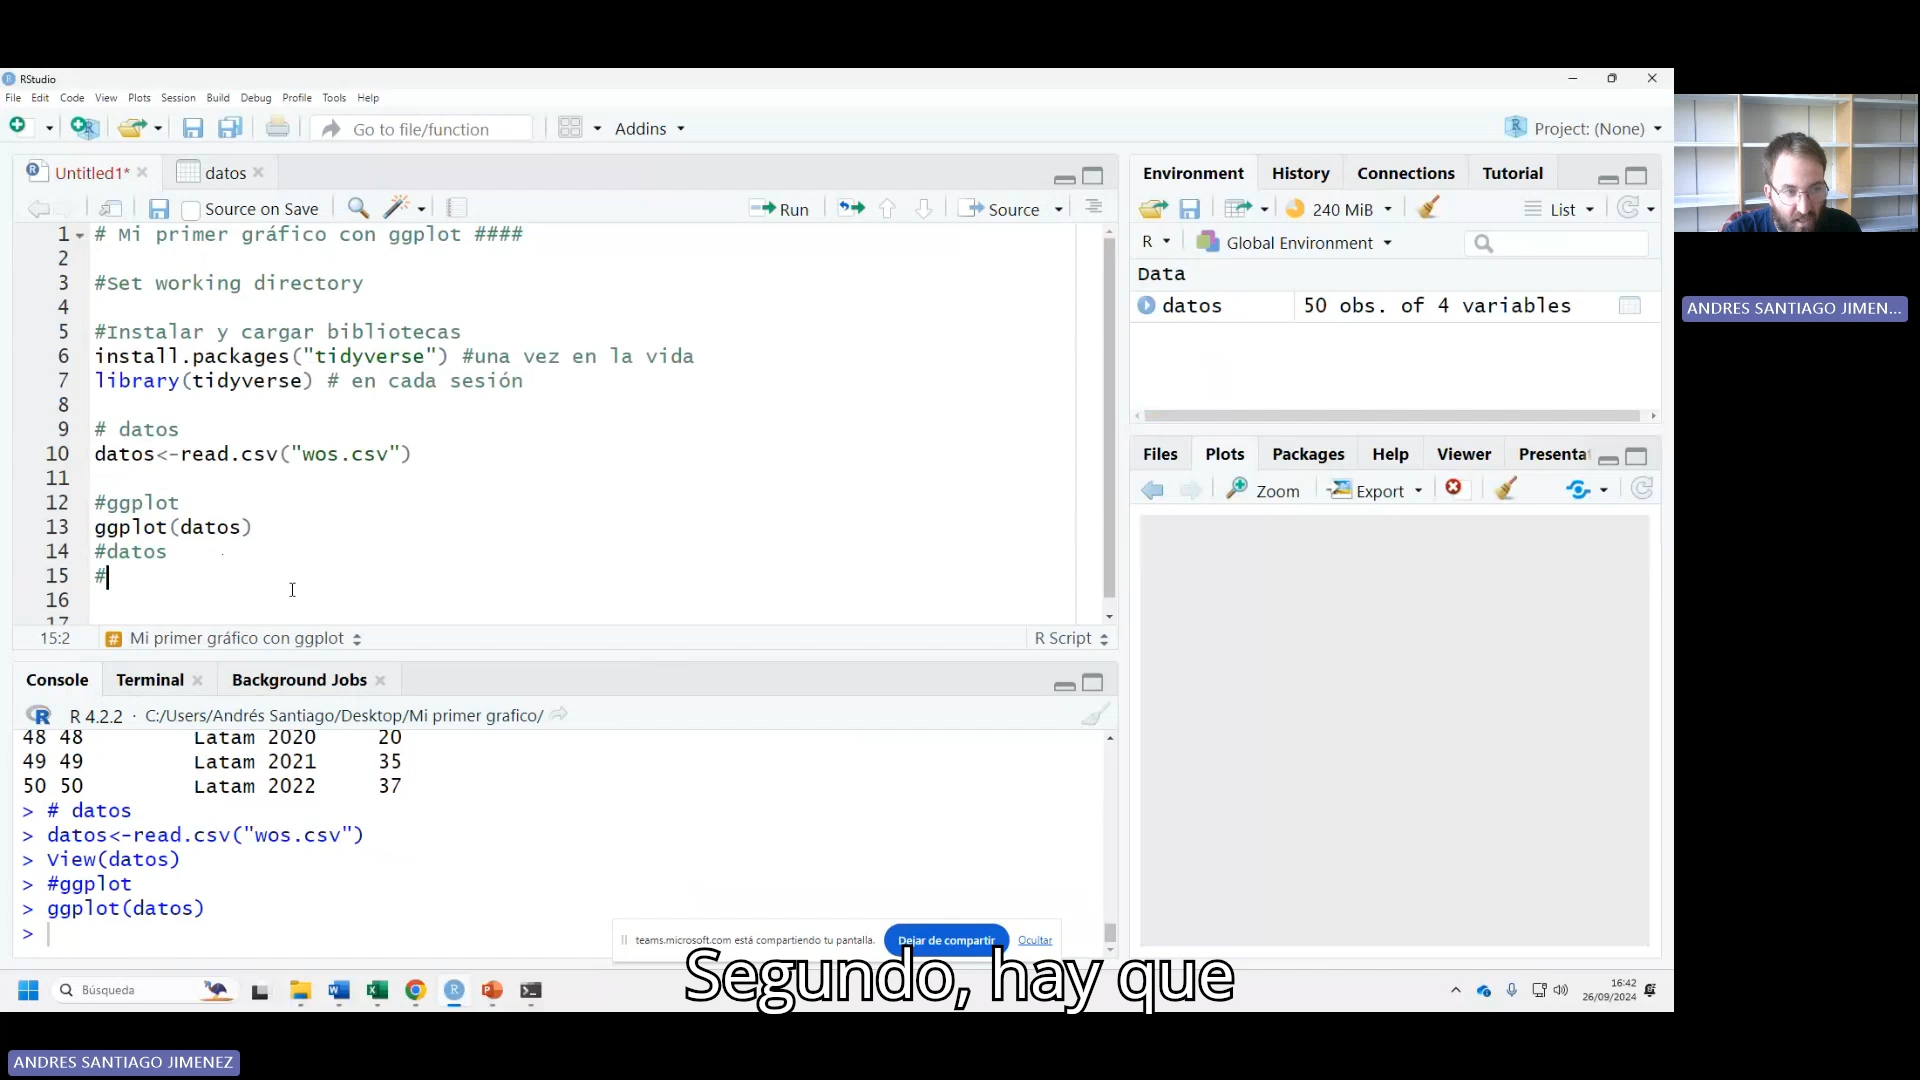 RStudio
File Edit Code View Plots Session Build Debug Profile Tools Help
Go to file/function
Addins
Project: (None)
Untitled1*
datos
Source on Save
Run
Source
1 # Mi primer gráfico con ggplot ####
2
3 #Set working directory
4
5 #Instalar y cargar bibliotecas
6 install.packages("tidyverse") #una vez en la vida
7 library(tidyverse) # en cada sesión
8
9 # datos
10 datos<-read.csv("wos.csv")
11
12 #ggplot
13 ggplot(datos)
14 #datos
15 #
16
17
15:2
Mi primer gráfico con ggplot
R Script
Console
Terminal
Background Jobs
R 4.2.2 · C:/Users/Andrés Santiago/Desktop/Mi primer grafico/
48 48 Latam 2020 20
49 49 Latam 2021 35
50 50 Latam 2022 37
> # datos
> datos<-read.csv("wos.csv")
> View(datos)
> #ggplot
> ggplot(datos)
>
Environment
History
Connections
Tutorial
240 MiB
List
R
Global Environment
Data
datos
50 obs. of 4 variables
Files
Plots
Packages
Help
Viewer
Presenta
Zoom
Export
teams.microsoft.com está compartiendo tu pantalla.
Dejar de compartir
Ocultar
Segundo, hay que
Búsqueda
16:42
26/09/2024
ANDRES SANTIAGO JIMEN...
ANDRES SANTIAGO JIMENEZ